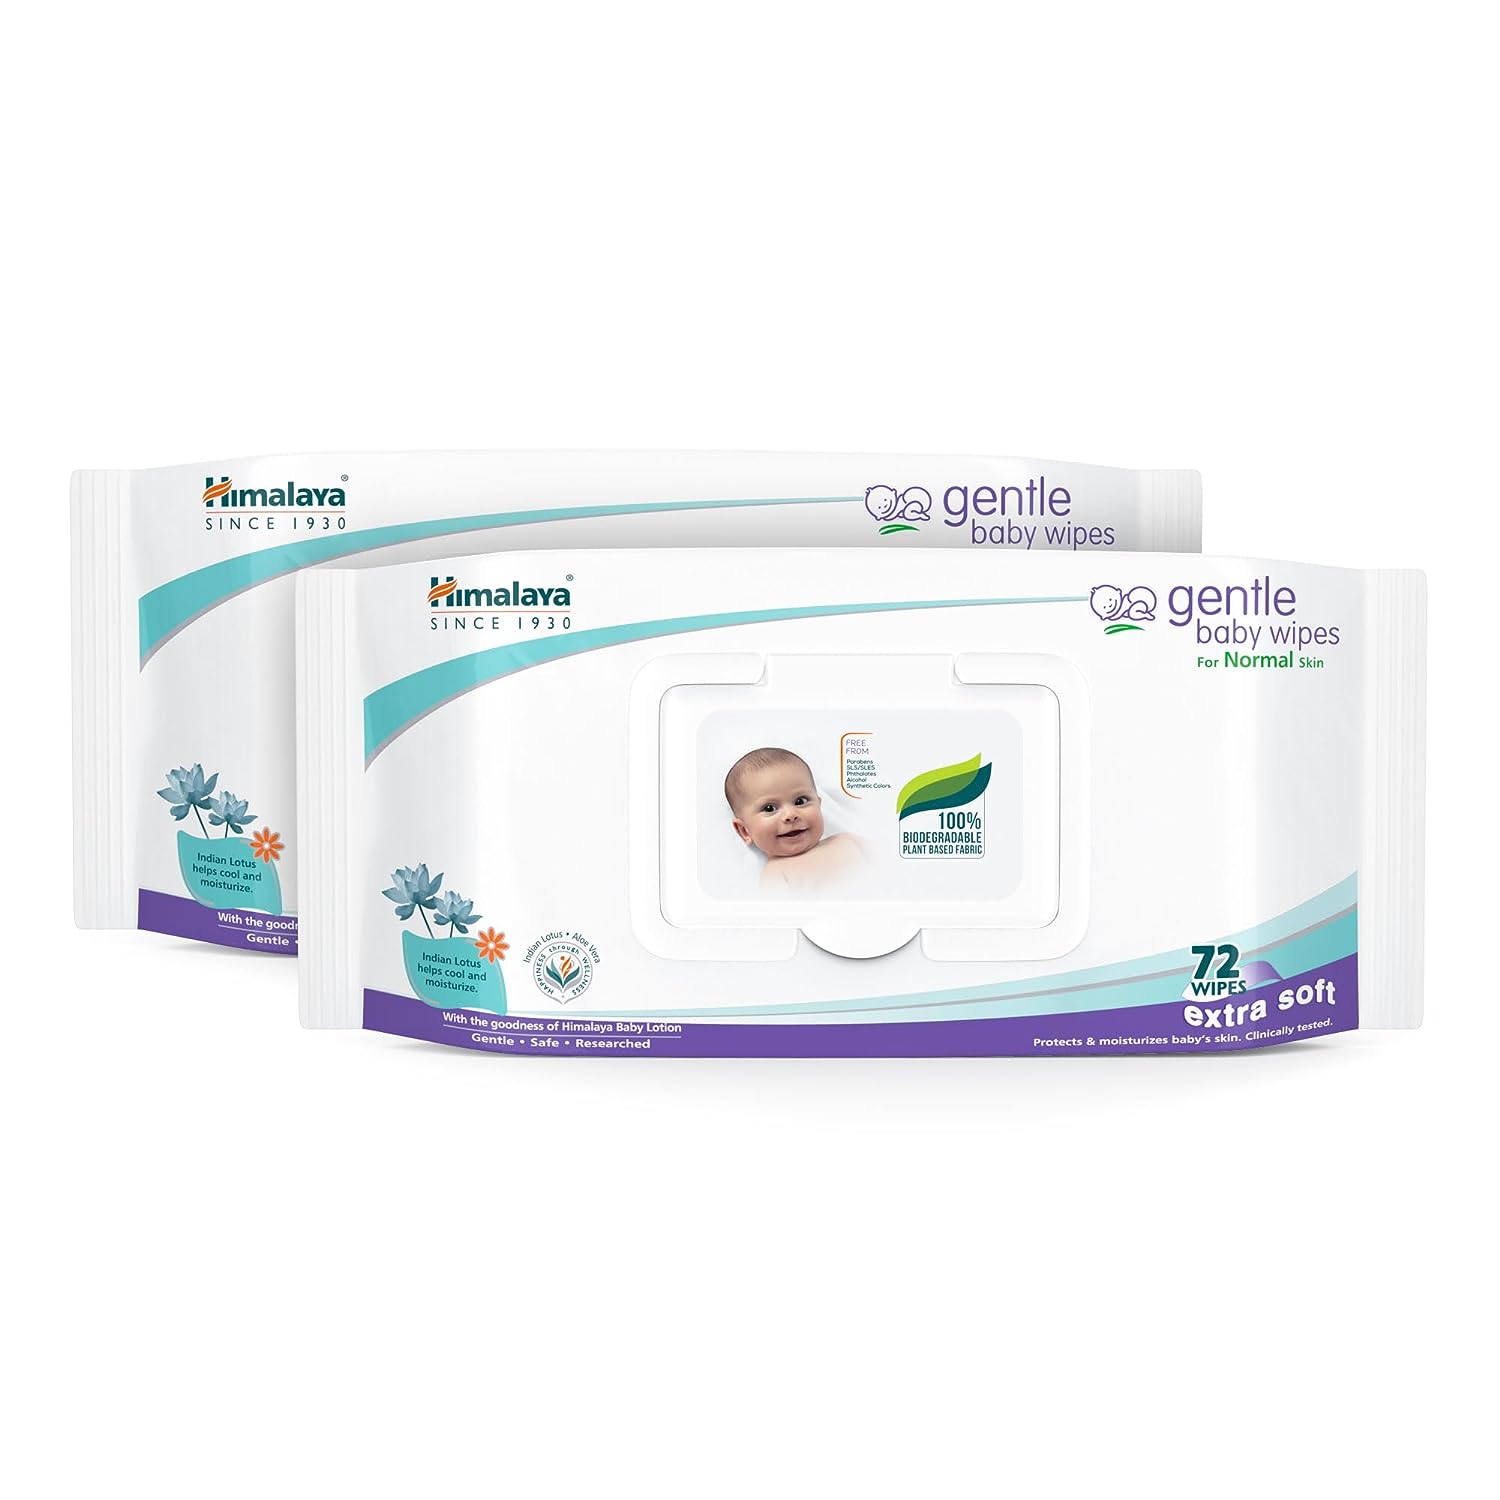 Himalaya®
SINCE 1930
gentle
baby wipes
Indian Lotus
helps cool and
moisturize.
With the good
Gentle •
Himalaya®
SINCE 1930
gentle
baby wipes
For Normal Skin
FREE
FROM
Parabens
SLS/SLES
Phthalates
Alcohol
Synthetic Colors
100%
BIODEGRADABLE
PLANT BASED FABRIC
Indian Lotus
helps cool and
moisturize.
Indian Lotus • Aloe Vera
HAPPINESS through WELLNESS
72
WIPES
extra soft
With the goodness of Himalaya Baby Lotion
Gentle • Safe • Researched
Protects & moisturizes baby's skin. Clinically tested.